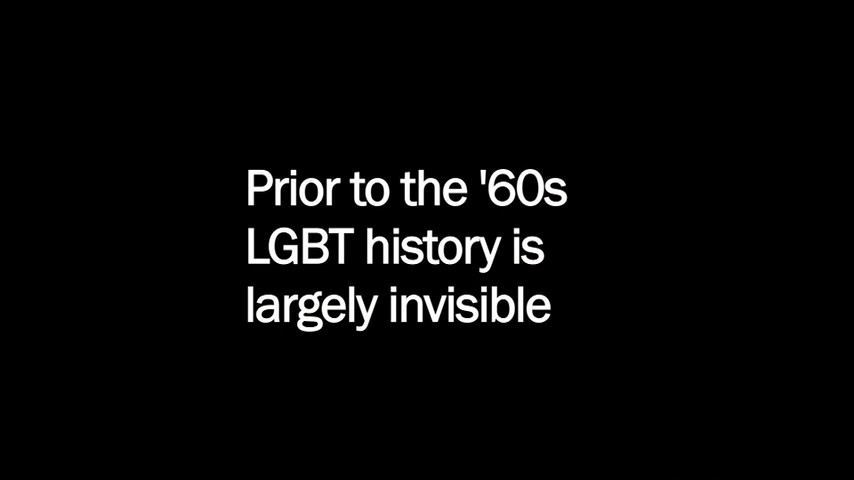 Prior to the '60s
LGBT history is
largely invisible